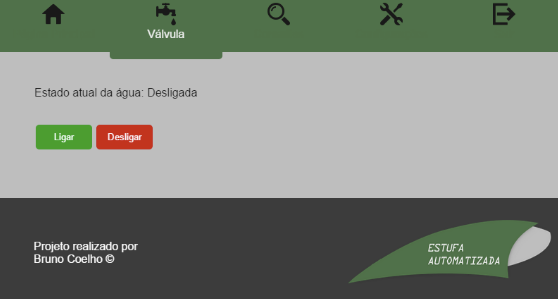 Válvula
Estado atual da água: Desligada
Ligar Desligar
Projeto realizado por
Bruno Coelho ©
ESTUFA
AUTOMATIZADA